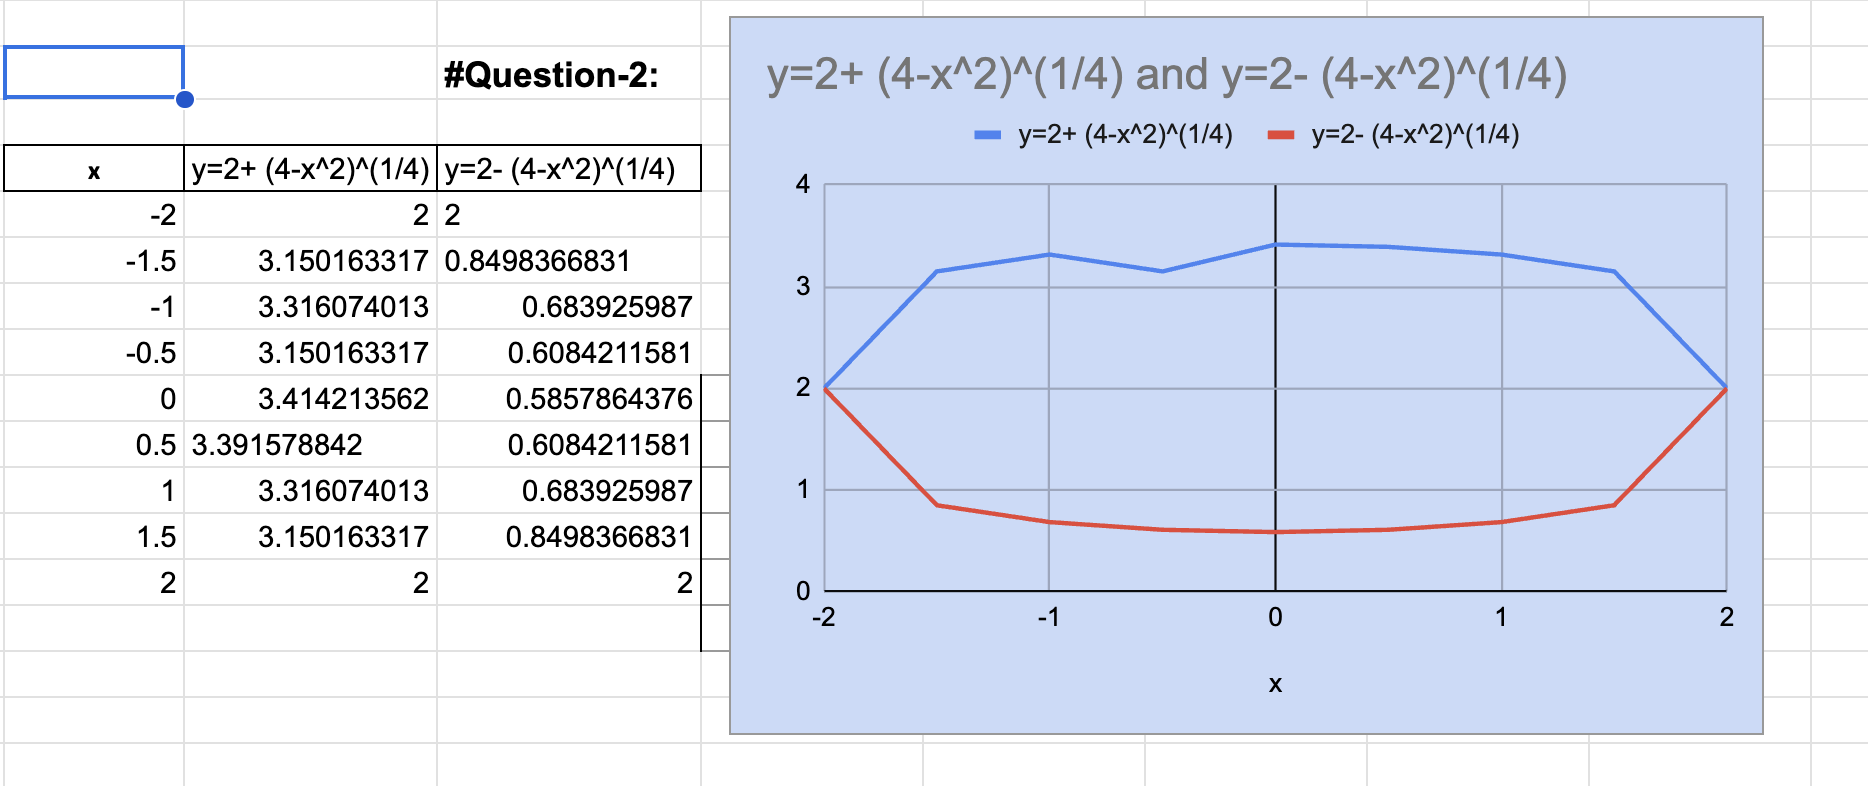 #Question-2:
x y=2+ (4-x^2)^(1/4) y=2- (4-x^2)^(1/4)
-2 2 2
-1.5 3.150163317 0.8498366831
-1 3.316074013 0.683925987
-0.5 3.150163317 0.6084211581
0 3.414213562 0.5857864376
0.5 3.391578842 0.6084211581
1 3.316074013 0.683925987
1.5 3.150163317 0.8498366831
2 2 2
y=2+ (4-x^2)^(1/4) and y=2- (4-x^2)^(1/4)
y=2+ (4-x^2)^(1/4) y=2- (4-x^2)^(1/4)
4
3
2
1
0
-2 -1 0 1 2
x